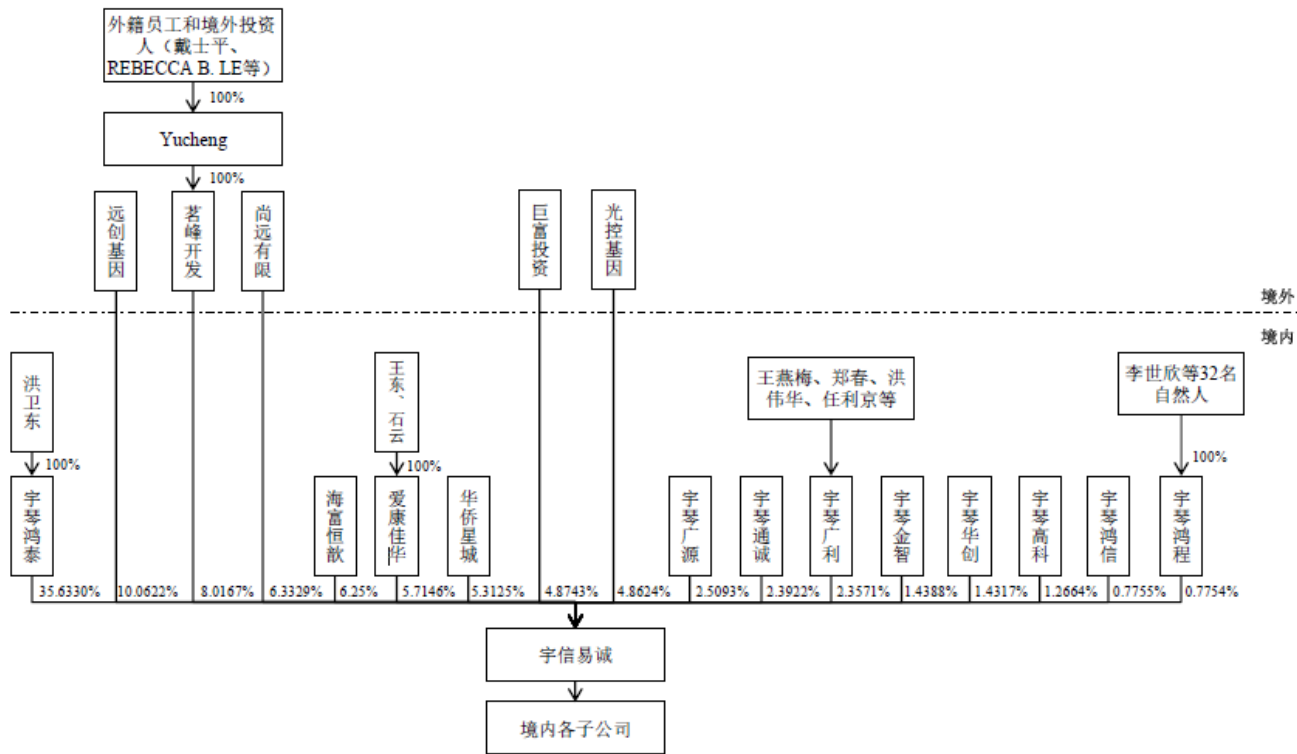 外籍员工和境外投资
人（戴士平、
REBECCA B. LE等）
100%
Yucheng
100%
远创基因
茗峰开发
尚远有限
巨富投资
光控基因
境外
境内
洪卫东
王东、石云
王燕梅、郑春、洪
伟华、任利京等
李世欣等32名
自然人
100%
100%
100%
宇琴鸿泰
海富恒歆
爱康佳华
华侨星城
宇琴广源
宇琴通诚
宇琴广利
宇琴金智
宇琴华创
宇琴高科
宇琴鸿信
宇琴鸿程
35.6330%
10.0622%
8.0167%
6.3329%
6.25%
5.7146%
5.3125%
4.8743%
4.8624%
2.5093%
2.3922%
2.3571%
1.4388%
1.4317%
1.2664%
0.7755%
0.7754%
宇信易诚
境内各子公司